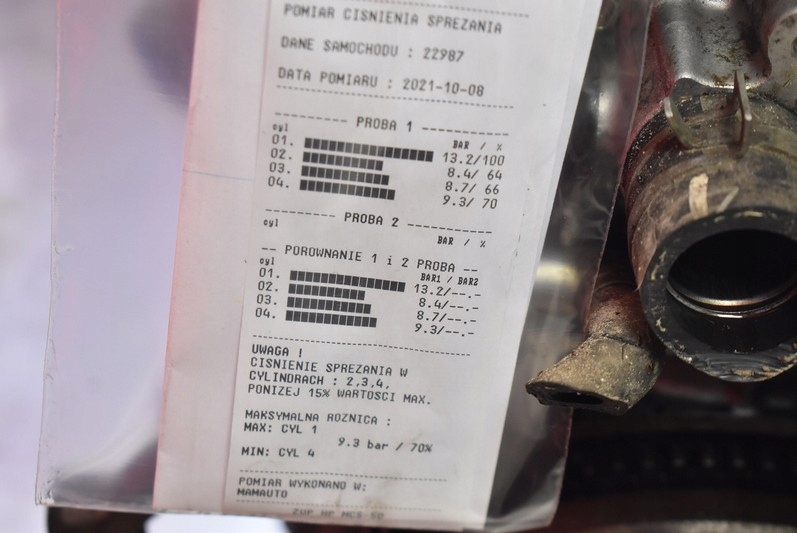 POMIAR CISNIENIA SPREZANIA
DANE SAMOCHODU : 22987
DATA POMIARU : 2021-10-08
PROBA 1
cyl BAR / %
01. 13.2/100
02. 8.4/ 64
03. 8.7/ 66
04. 9.3/ 70
PROBA 2
cyl BAR / %
-- POROWNANIE 1 i 2 PROBA --
cyl BAR1 / BAR2
01. 13.2/--.-
02. 8.4/--.-
03. 8.7/--.-
04. 9.3/--.-
UWAGA !
CISNIENIE SPREZANIA W
CYLINDRACH : 2,3,4,
PONIZEJ 15% WARTOSCI MAX.
MAKSYMALNA ROZNICA :
MAX: CYL 1
9.3 bar / 70%
MIN: CYL 4
POMIAR WYKONANO W:
MAMAUTO